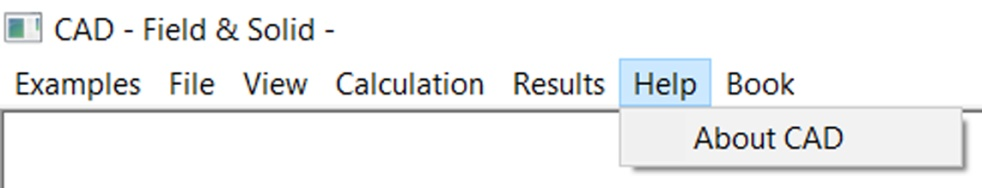 CAD - Field & Solid -
Examples File View Calculation Results Help Book
About CAD